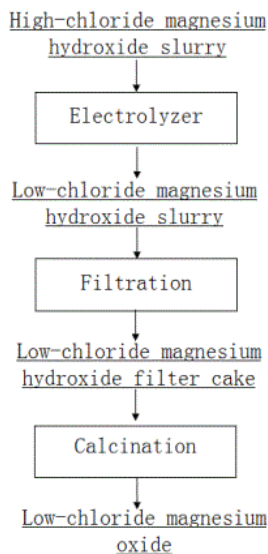 High-chloride magnesium
hydroxide slurry
Electrolyzer
Low-chloride magnesium
hydroxide slurry
Filtration
Low-chloride magnesium
hydroxide filter cake
Calcination
Low-chloride magnesium
oxide